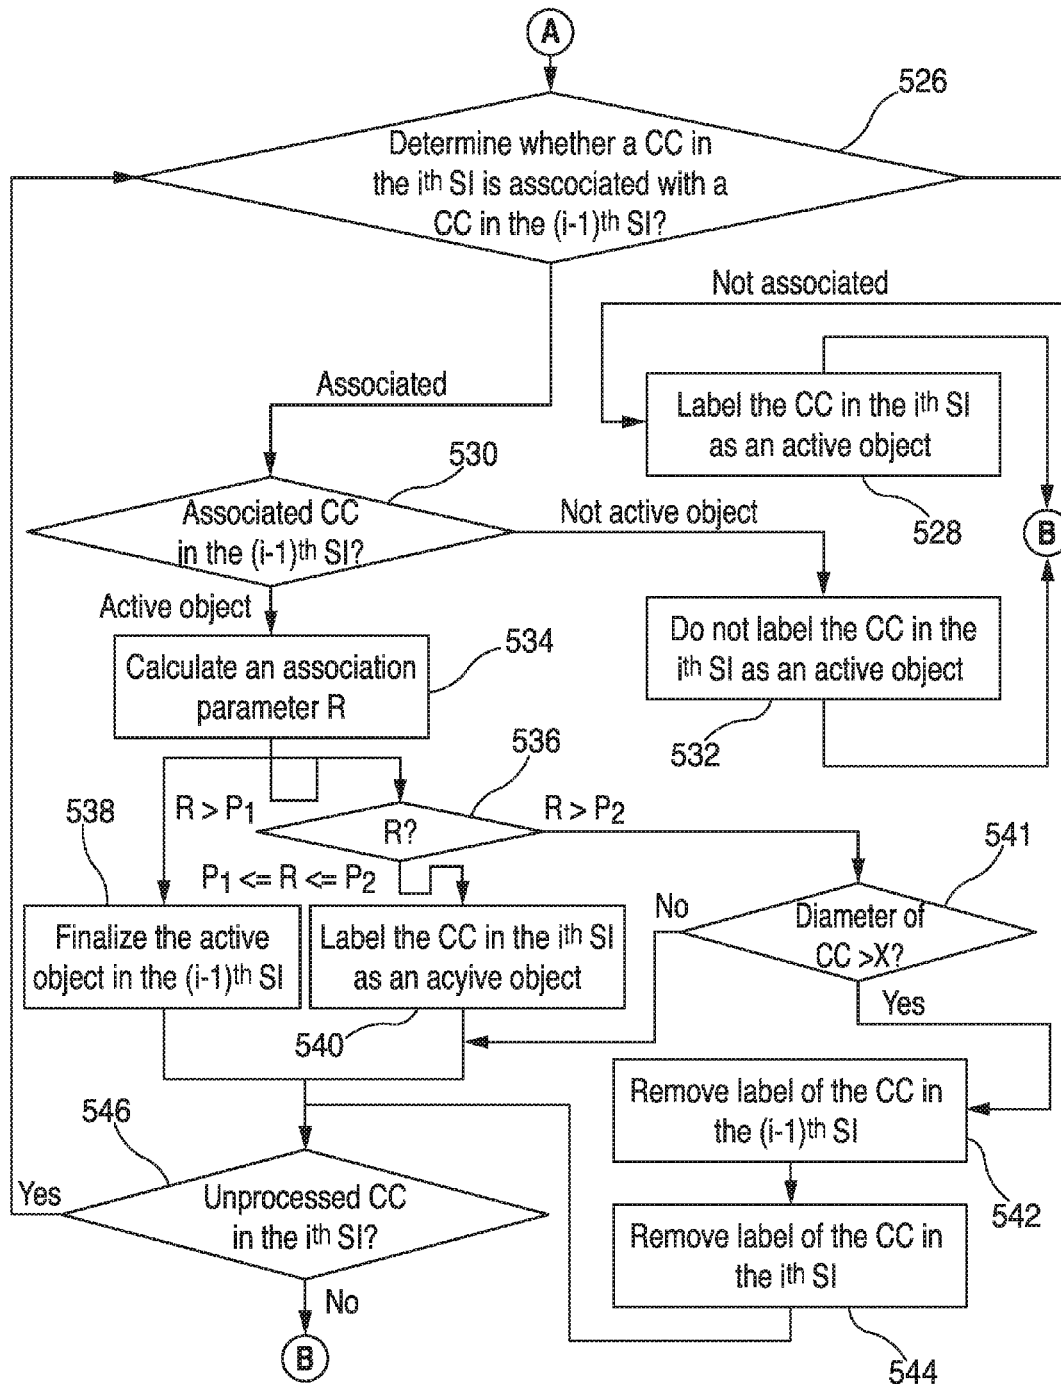 A
526
Determine whether a CC in
the ith SI is asscociated with a
CC in the (i-1)th SI?
Not associated
Associated
Label the CC in the ith SI
as an active object
528
B
530
Associated CC
in the (i-1)th SI?
Not active object
Active object
Do not label the CC in the
ith SI as an active object
532
Calculate an association
parameter R
534
536
R?
R > P1
R > P2
P1 <= R <= P2
538
Finalize the active
object in the (i-1)th SI
Label the CC in the ith SI
as an acyive object
540
541
Diameter of
CC >X?
No
Yes
Remove label of the CC in
the (i-1)th SI
542
Remove label of the CC in
the ith SI
544
546
Unprocessed CC
in the ith SI?
Yes
No
B